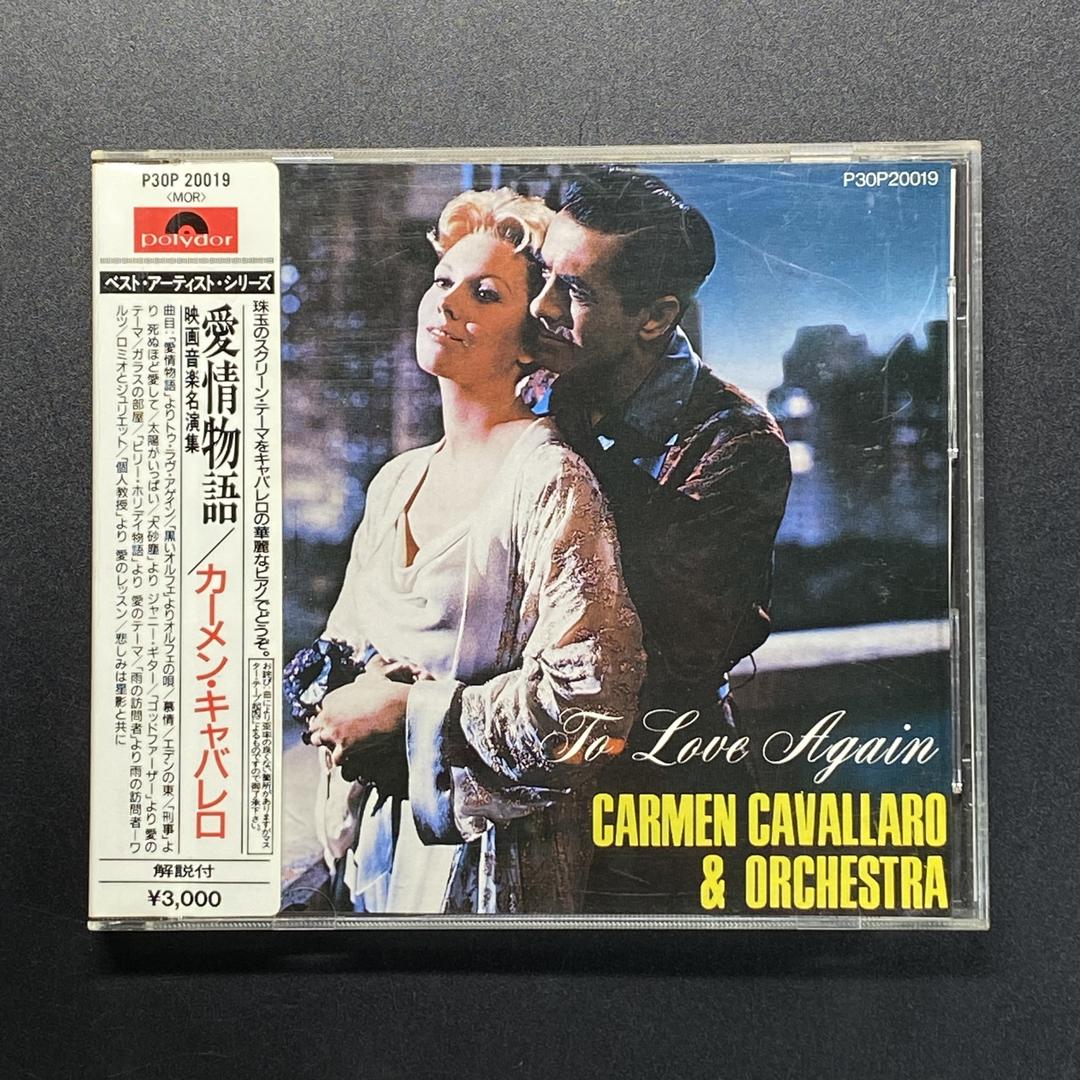 P30P 20019
〈MOR〉
polydor
ベスト・アーティスト・シリーズ
珠玉のスクリーン・テーマをキャバレロの華麗なピアノでどうぞ。
愛情物語/カーメン・キャバレロ
映画音楽名演集
曲目:「愛情物語」よりトゥ・ラヴ・アゲイン/「黒いオルフェ」よりオルフェの唄/慕情/エデンの東/「刑事」よ
り 死ぬほど愛して/太陽がいっぱい/「大砂塵」より ジャニー・ギター/「ゴッドファーザー」より 愛の
テーマ/ガラスの部屋/「ビリー・ホリデイ物語」より 愛のテーマ/「雨の訪問者」より 雨の訪問者ーワ
ルツ/ロミオとジュリエット/「個人教授」より 愛のレッスン/悲しみは星影と共に
解説付
¥3,000
P30P20019
To Love Again
CARMEN CAVALLARO
& ORCHESTRA